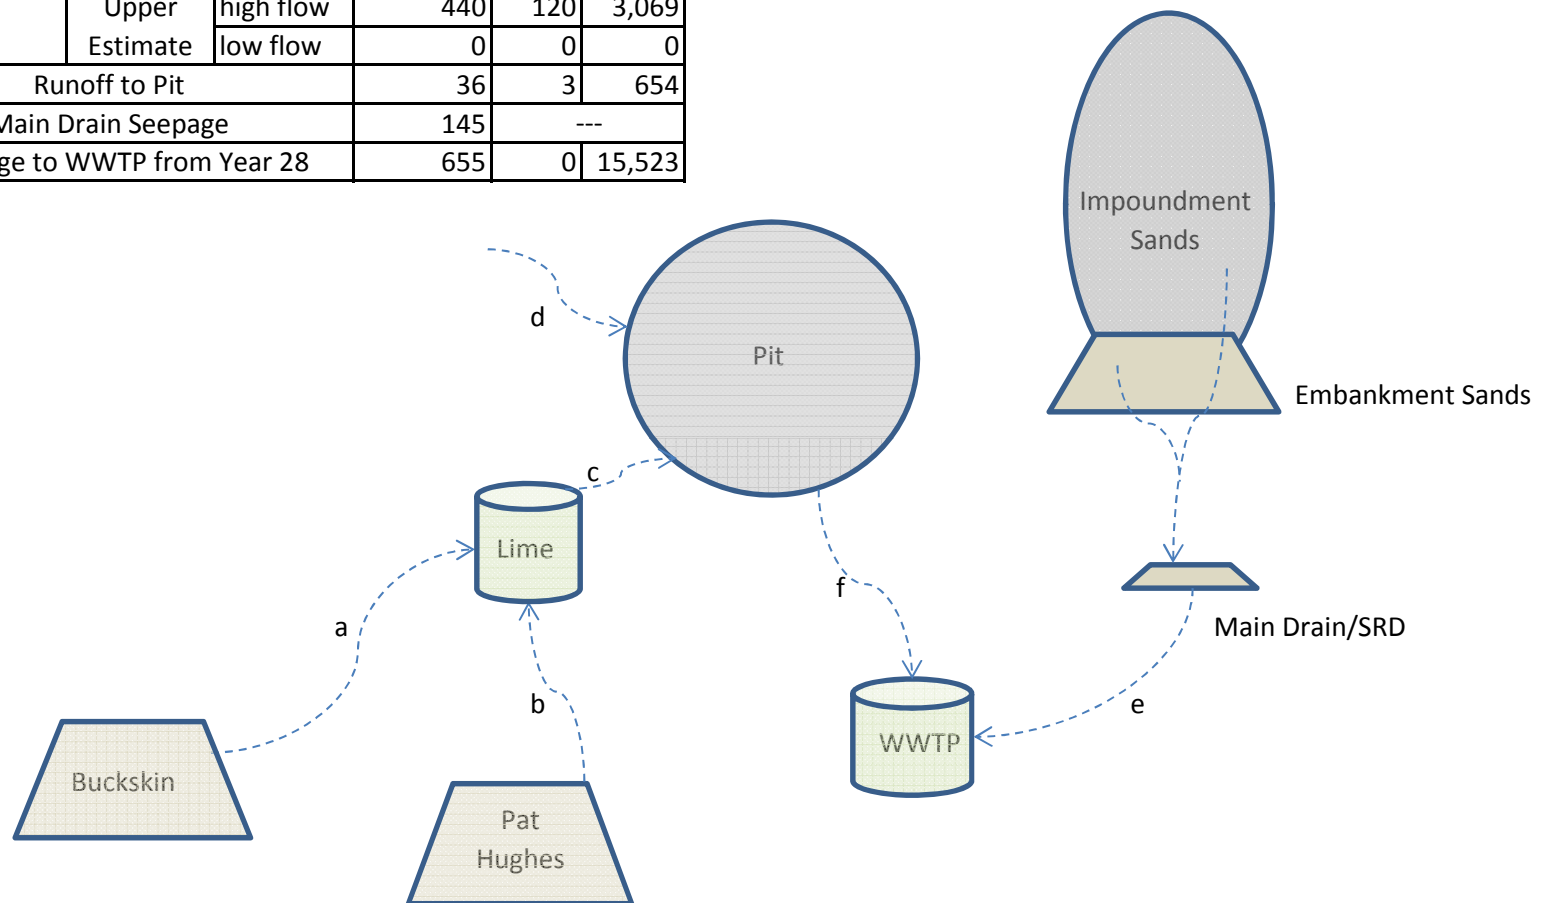 Upper high flow 440 120 3,069
Estimate low flow 0 0 0
Runoff to Pit 36 3 654
Main Drain Seepage 145 ---
to WWTP from Year 28 655 0 15,523
Impoundment
Sands
d
Pit
Embankment Sands
c
Lime
f
a
Main Drain/SRD
b
e
WWTP
Buckskin
Pat
Hughes